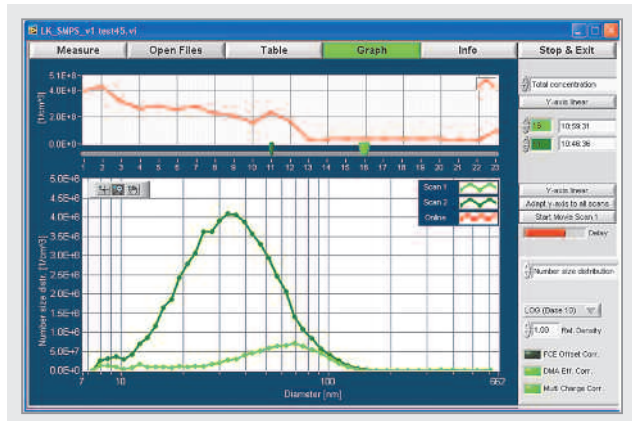 LK_SMPS_v1 test45.vi
Measure Open Files Table Graph Info Stop & Exit
5.1E+8
4.0E+8
2.0E+8
0.0E+0
[1/cm³]
1 2 3 4 5 6 7 8 9 10 11 12 13 14 15 16 17 18 19 20 21 22 23
Total concentration
Y-axis linear
16 10:59:31
10:46:36
5.0E+8
4.5E+8
4.0E+8
3.5E+8
3.0E+8
2.5E+8
2.0E+8
1.5E+8
1.0E+8
5.0E+7
0.0E+0
Number size distr. [1/cm^3]
Scan 1
Scan 2
Online
7 10 100 562
Diameter [nm]
Y-axis linear
Adapt y-axis to all scans
Start Movie Scan 1
Delay
Number size distribution
LOG (Base 10)
1.00 Rel. Density
FCE Offset Corr.
DMA Eff. Corr.
Multi Charge Corr.